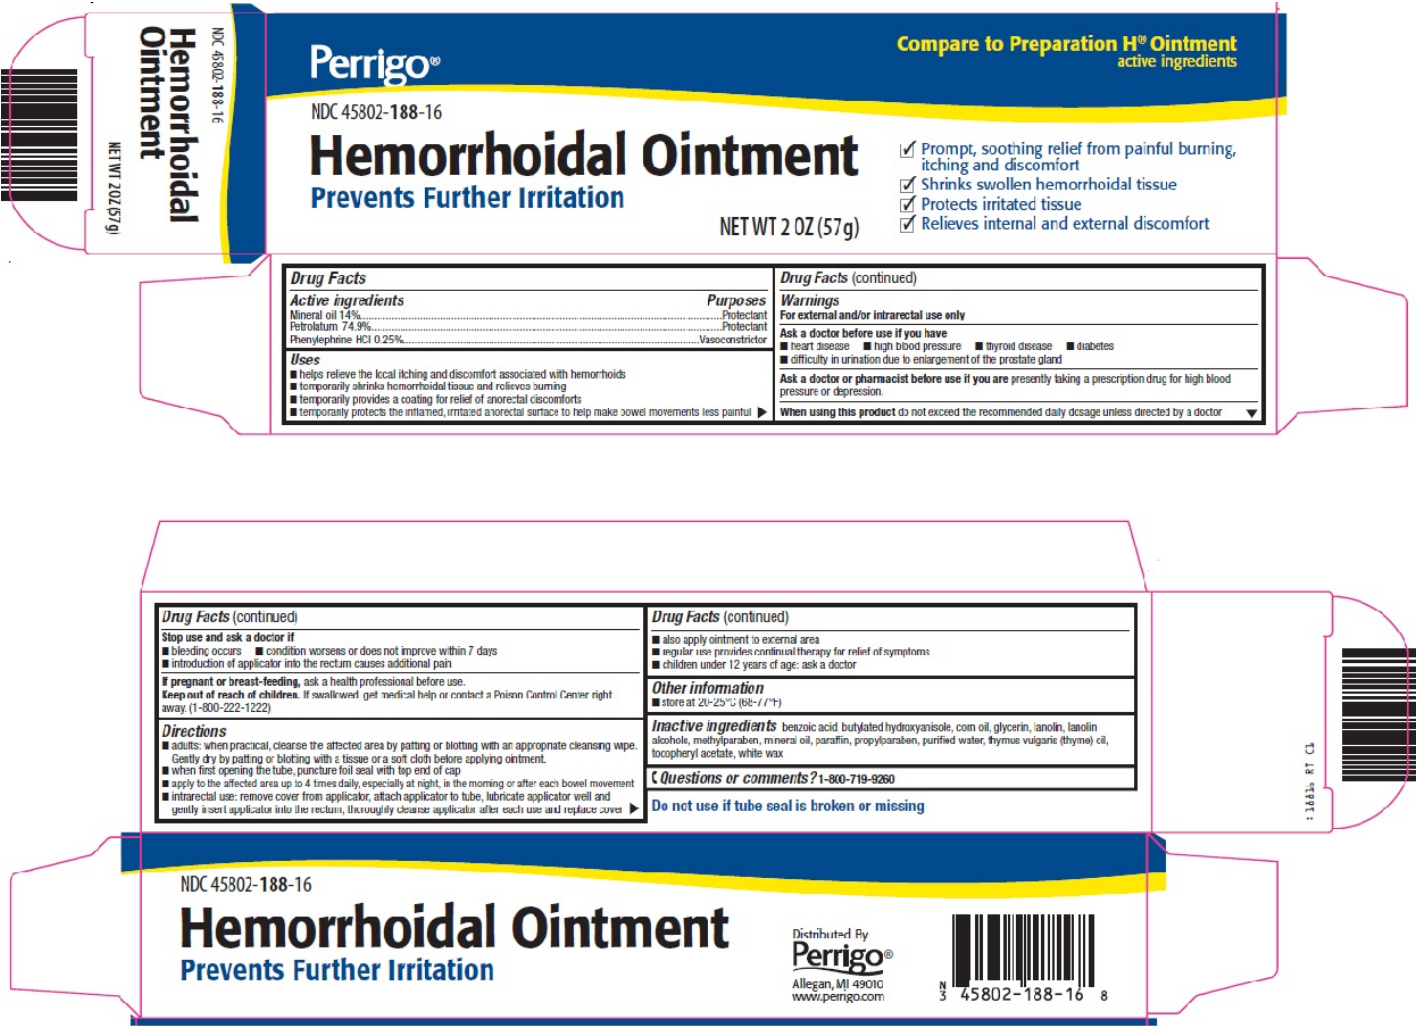 NDC 45802-188-16
Hemorrhoidal
Ointment
NET WT 2 OZ (57g)
Perrigo®
Compare to Preparation H® Ointment
active ingredients
NDC 45802-188-16
Hemorrhoidal Ointment
Prevents Further Irritation
NET WT 2 OZ (57g)
Prompt, soothing relief from painful burning,
itching and discomfort
Shrinks swollen hemorrhoidal tissue
Protects irritated tissue
Relieves internal and external discomfort
Drug Facts
Active ingredients Purposes
Mineral oil 14% Protectant
Petrolatum 74.9% Protectant
Phenylephrine HCl 0.25% Vasoconstrictor
Uses
■ helps relieve the local itching and discomfort associated with hemorrhoids
■ temporarily shrinks hemorrhoidal tissue and relieves burning
■ temporarily provides a coating for relief of anorectal discomforts
■ temporarily protects the inflamed, irritated anorectal surface to help make bowel movements less painful
Drug Facts (continued)
Warnings
For external and/or intrarectal use only
Ask a doctor before use if you have
■ heart disease ■ high blood pressure ■ thyroid disease ■ diabetes
■ difficulty in urination due to enlargement of the prostate gland
Ask a doctor or pharmacist before use if you are presently taking a prescription drug for high blood
pressure or depression.
When using this product do not exceed the recommended daily dosage unless directed by a doctor
Drug Facts (continued)
Stop use and ask a doctor if
■ bleeding occurs ■ condition worsens or does not improve within 7 days
■ introduction of applicator into the rectum causes additional pain
If pregnant or breast-feeding, ask a health professional before use.
Keep out of reach of children. If swallowed, get medical help or contact a Poison Control Center right
away. (1-800-222-1222)
Directions
■ adults: when practical, cleanse the affected area by patting or blotting with an appropriate cleansing wipe.
Gently dry by patting or blotting with a tissue or a soft cloth before applying ointment.
■ when first opening the tube, puncture foil seal with top end of cap
■ apply to the affected area up to 4 times daily, especially at night, in the morning or after each bowel movement
■ intrarectal use: remove cover from applicator, attach applicator to tube, lubricate applicator well and
gently insert applicator into the rectum, thoroughly cleanse applicator after each use and replace cover
Drug Facts (continued)
■ also apply ointment to external area
■ regular use provides continual therapy for relief of symptoms
■ children under 12 years of age: ask a doctor
Other information
■ store at 20-25°C (68-77°F)
Inactive ingredients benzoic acid, butylated hydroxyanisole, corn oil, glycerin, lanolin, lanolin
alcohols, methylparaben, mineral oil, paraffin, propylparaben, purified water, thymus vulgaris (thyme) oil,
tocopheryl acetate, white wax
Questions or comments? 1-800-719-9260
Do not use if tube seal is broken or missing
: 1881G RT C1
NDC 45802-188-16
Hemorrhoidal Ointment
Prevents Further Irritation
Distributed By
Perrigo®
Allegan, MI 49010
www.perrigo.com
N
3 45802-188-16 8